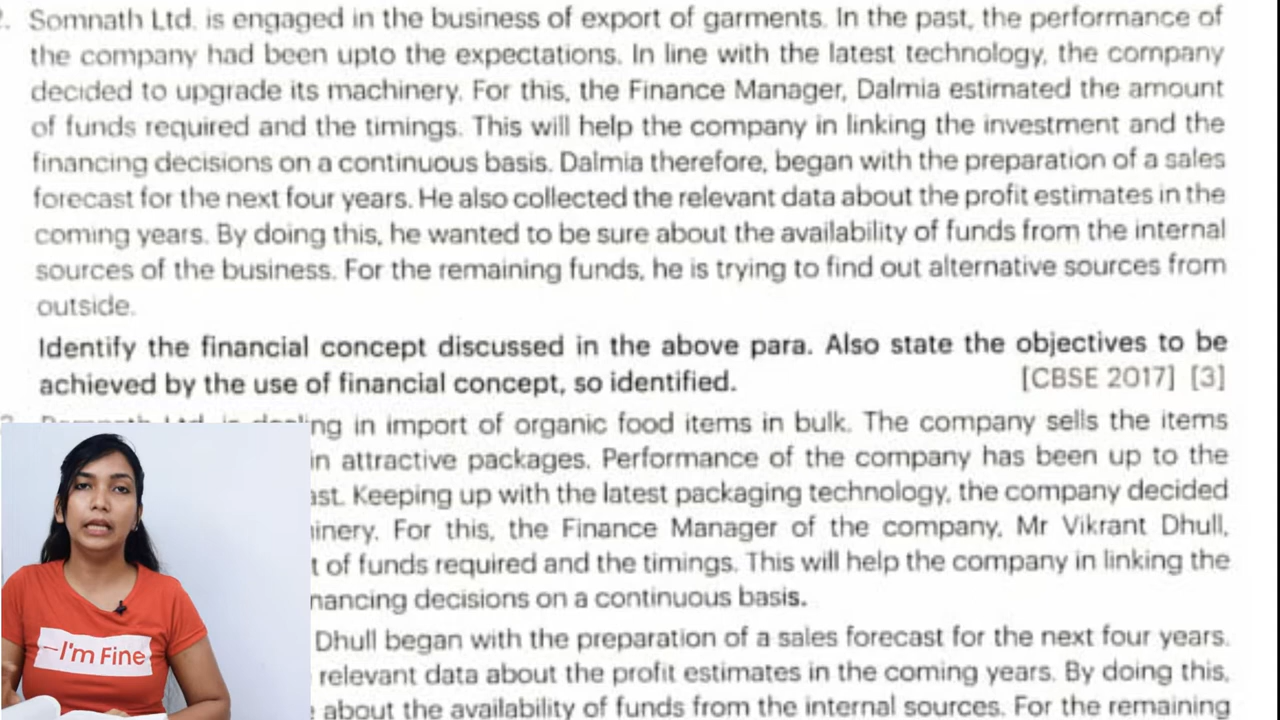 2. Somnath Ltd. is engaged in the business of export of garments. In the past, the performance of
the company had been upto the expectations. In line with the latest technology, the company
decided to upgrade its machinery. For this, the Finance Manager, Dalmia estimated the amount
of funds required and the timings. This will help the company in linking the investment and the
financing decisions on a continuous basis. Dalmia therefore, began with the preparation of a sales
forecast for the next four years. He also collected the relevant data about the profit estimates in the
coming years. By doing this, he wanted to be sure about the availability of funds from the internal
sources of the business. For the remaining funds, he is trying to find out alternative sources from
outside.
Identify the financial concept discussed in the above para. Also state the objectives to be
achieved by the use of financial concept, so identified. [CBSE 2017] [3]
Ltd. is dealing in import of organic food items in bulk. The company sells the items
in attractive packages. Performance of the company has been up to the
Keeping up with the latest packaging technology, the company decided
For this, the Finance Manager of the company, Mr Vikrant Dhull,
of funds required and the timings. This will help the company in linking the
decisions on a continuous basis.
Dhull began with the preparation of a sales forecast for the next four years.
relevant data about the profit estimates in the coming years. By doing this,
about the availability of funds from the internal sources. For the remaining
I'm Fine